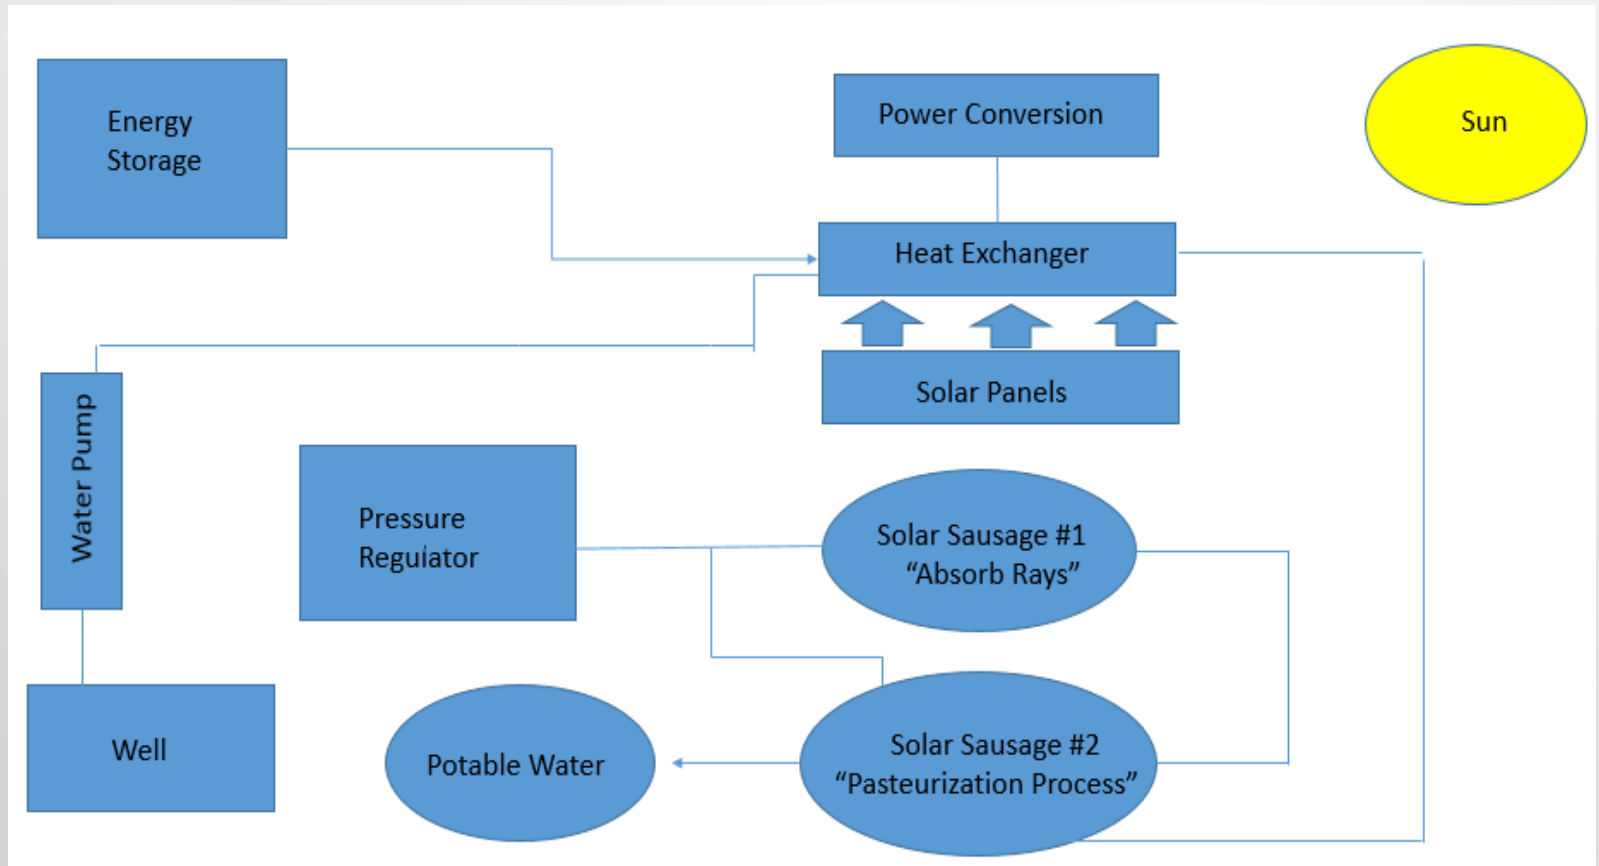 Energy
Storage
Power Conversion
Sun
Heat Exchanger
Solar Panels
Water Pump
Pressure
Regulator
Solar Sausage #1
“Absorb Rays”
Well
Potable Water
Solar Sausage #2
“Pasteurization Process”